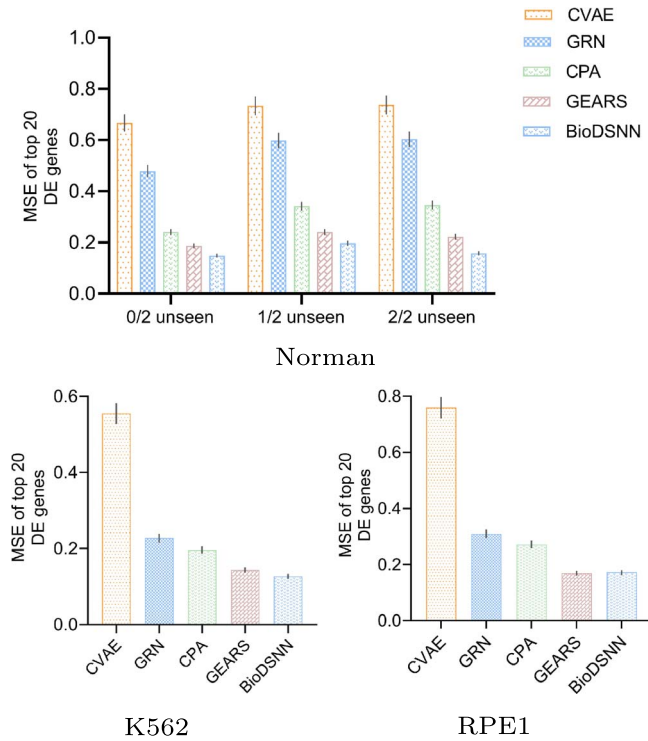 CVAE
GRN
CPA
GEARS
BioDSNN
MSE of top 20
DE genes
1.0
0.8
0.6
0.4
0.2
0.0
0/2 unseen 1/2 unseen 2/2 unseen
Norman
MSE of top 20
DE genes
0.6
0.4
0.2
0.0
CVAE GRN CPA GEARS BioDSNN
K562
MSE of top 20
DE genes
0.8
0.6
0.4
0.2
0.0
CVAE GRN CPA GEARS BioDSNN
RPE1